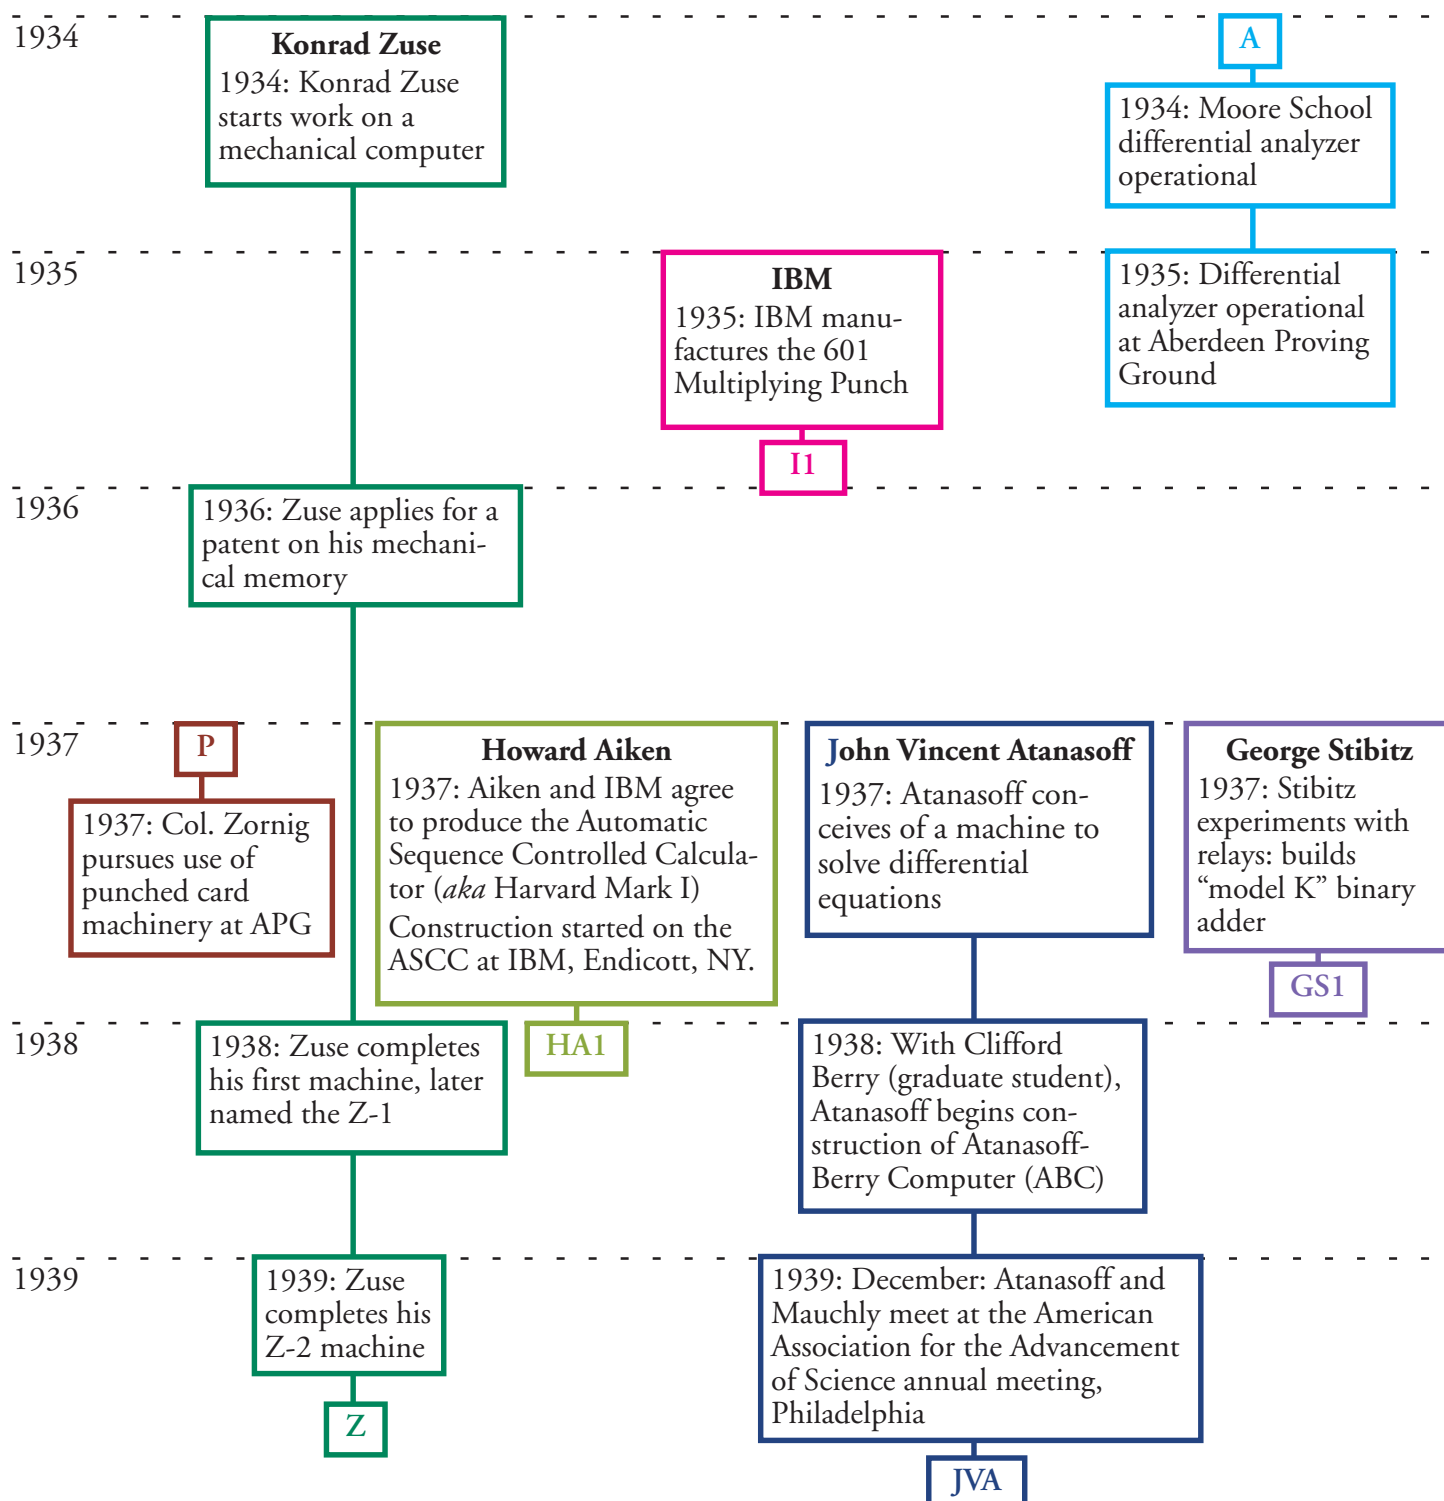 1934
Konrad Zuse
1934: Konrad Zuse
starts work on a
mechanical computer
A
1934: Moore School
differential analyzer
operational
1935
IBM
1935: IBM manu-
factures the 601
Multiplying Punch
I1
1935: Differential
analyzer operational
at Aberdeen Proving
Ground
1936
1936: Zuse applies for a
patent on his mechani-
cal memory
1937
P
1937: Col. Zornig
pursues use of
punched card
machinery at APG
Howard Aiken
1937: Aiken and IBM agree
to produce the Automatic
Sequence Controlled Calcula-
tor (aka Harvard Mark I)
Construction started on the
ASCC at IBM, Endicott, NY.
HA1
John Vincent Atanasoff
1937: Atanasoff con-
ceives of a machine to
solve differential
equations
George Stibitz
1937: Stibitz
experiments with
relays: builds
“model K” binary
adder
GS1
1938
1938: Zuse completes
his first machine, later
named the Z-1
1938: With Clifford
Berry (graduate student),
Atanasoff begins con-
struction of Atanasoff-
Berry Computer (ABC)
1939
1939: Zuse
completes his
Z-2 machine
Z
1939: December: Atanasoff and
Mauchly meet at the American
Association for the Advancement
of Science annual meeting,
Philadelphia
JVA